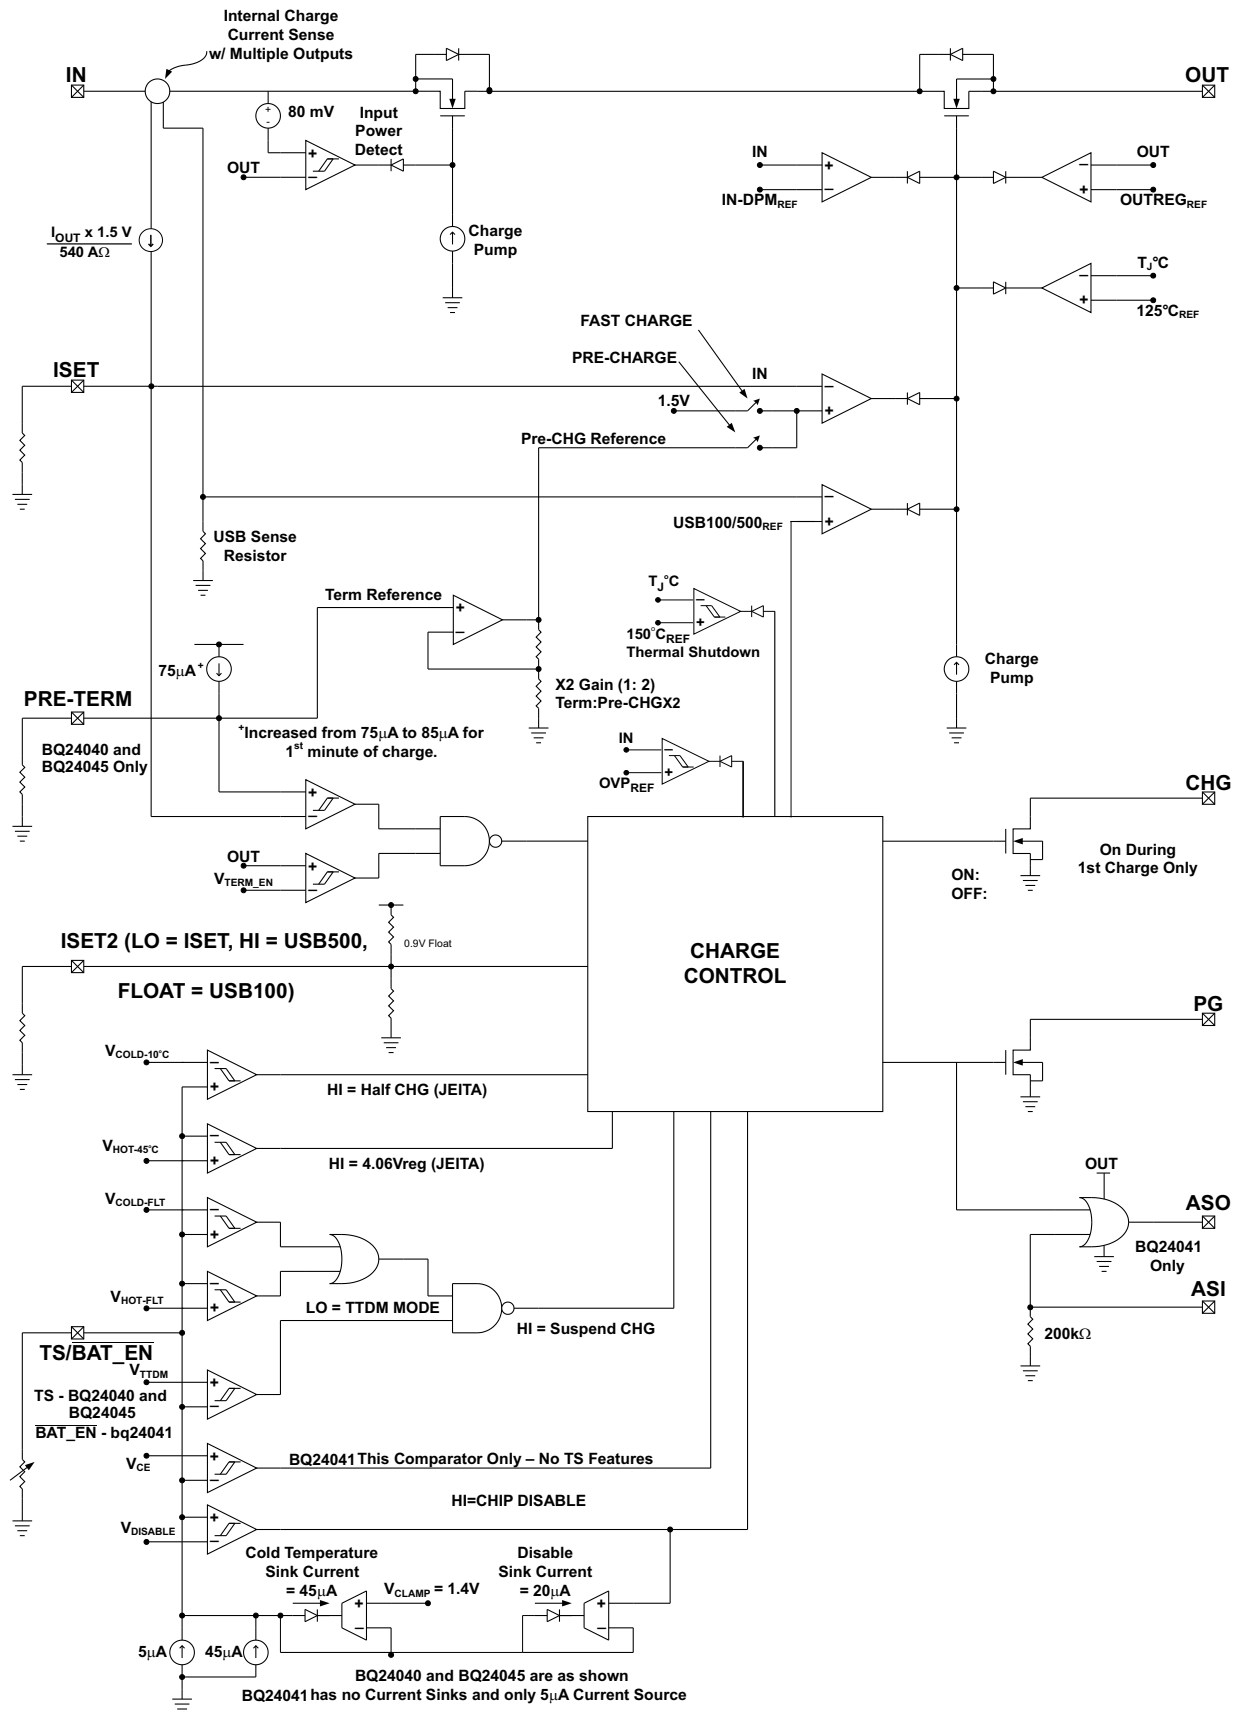 Internal Charge
Current Sense
w/ Multiple Outputs
IN
OUT
+
-
80 mV
Input
Power
Detect
+
-
OUT
IN
IN-DPMREF
+
-
OUT
OUTREGREF
-
+
IOUT x 1.5 V
540 AΩ
Charge
Pump
TJ°C
125°CREF
-
+
FAST CHARGE
PRE-CHARGE
ISET
IN
1.5V
-
+
Pre-CHG Reference
USB100/500REF
-
+
USB Sense
Resistor
Term Reference
+
-
TJ°C
150°CREF
Thermal Shutdown
-
+
75µA+
X2 Gain (1: 2)
Term:Pre-CHGX2
Charge
Pump
PRE-TERM
BQ24040 and
BQ24045 Only
+Increased from 75µA to 85µA for
1st minute of charge.
IN
OVPREF
-
+
CHG
+
-
OUT
VTERM_EN
+
-
On During
1st Charge Only
ON:
OFF:
ISET2 (LO = ISET, HI = USB500,
FLOAT = USB100)
0.9V Float
CHARGE
CONTROL
PG
VCOLD-10°C
-
+
HI = Half CHG (JEITA)
VHOT-45°C
-
+
HI = 4.06Vreg (JEITA)
VCOLD-FLT
-
+
VHOT-FLT
-
+
LO = TTDM MODE
HI = Suspend CHG
OUT
ASO
BQ24041
Only
ASI
200kΩ
TS/BAT_EN
VTTDM
+
-
TS - BQ24040 and
BQ24045
BAT_EN - bq24041
VCE
+
-
BQ24041 This Comparator Only – No TS Features
HI=CHIP DISABLE
VDISABLE
+
-
Cold Temperature
Sink Current
= 45µA
VCLAMP = 1.4V
+
-
Disable
Sink Current
= 20µA
+
-
5µA
45µA
BQ24040 and BQ24045 are as shown
BQ24041 has no Current Sinks and only 5µA Current Source